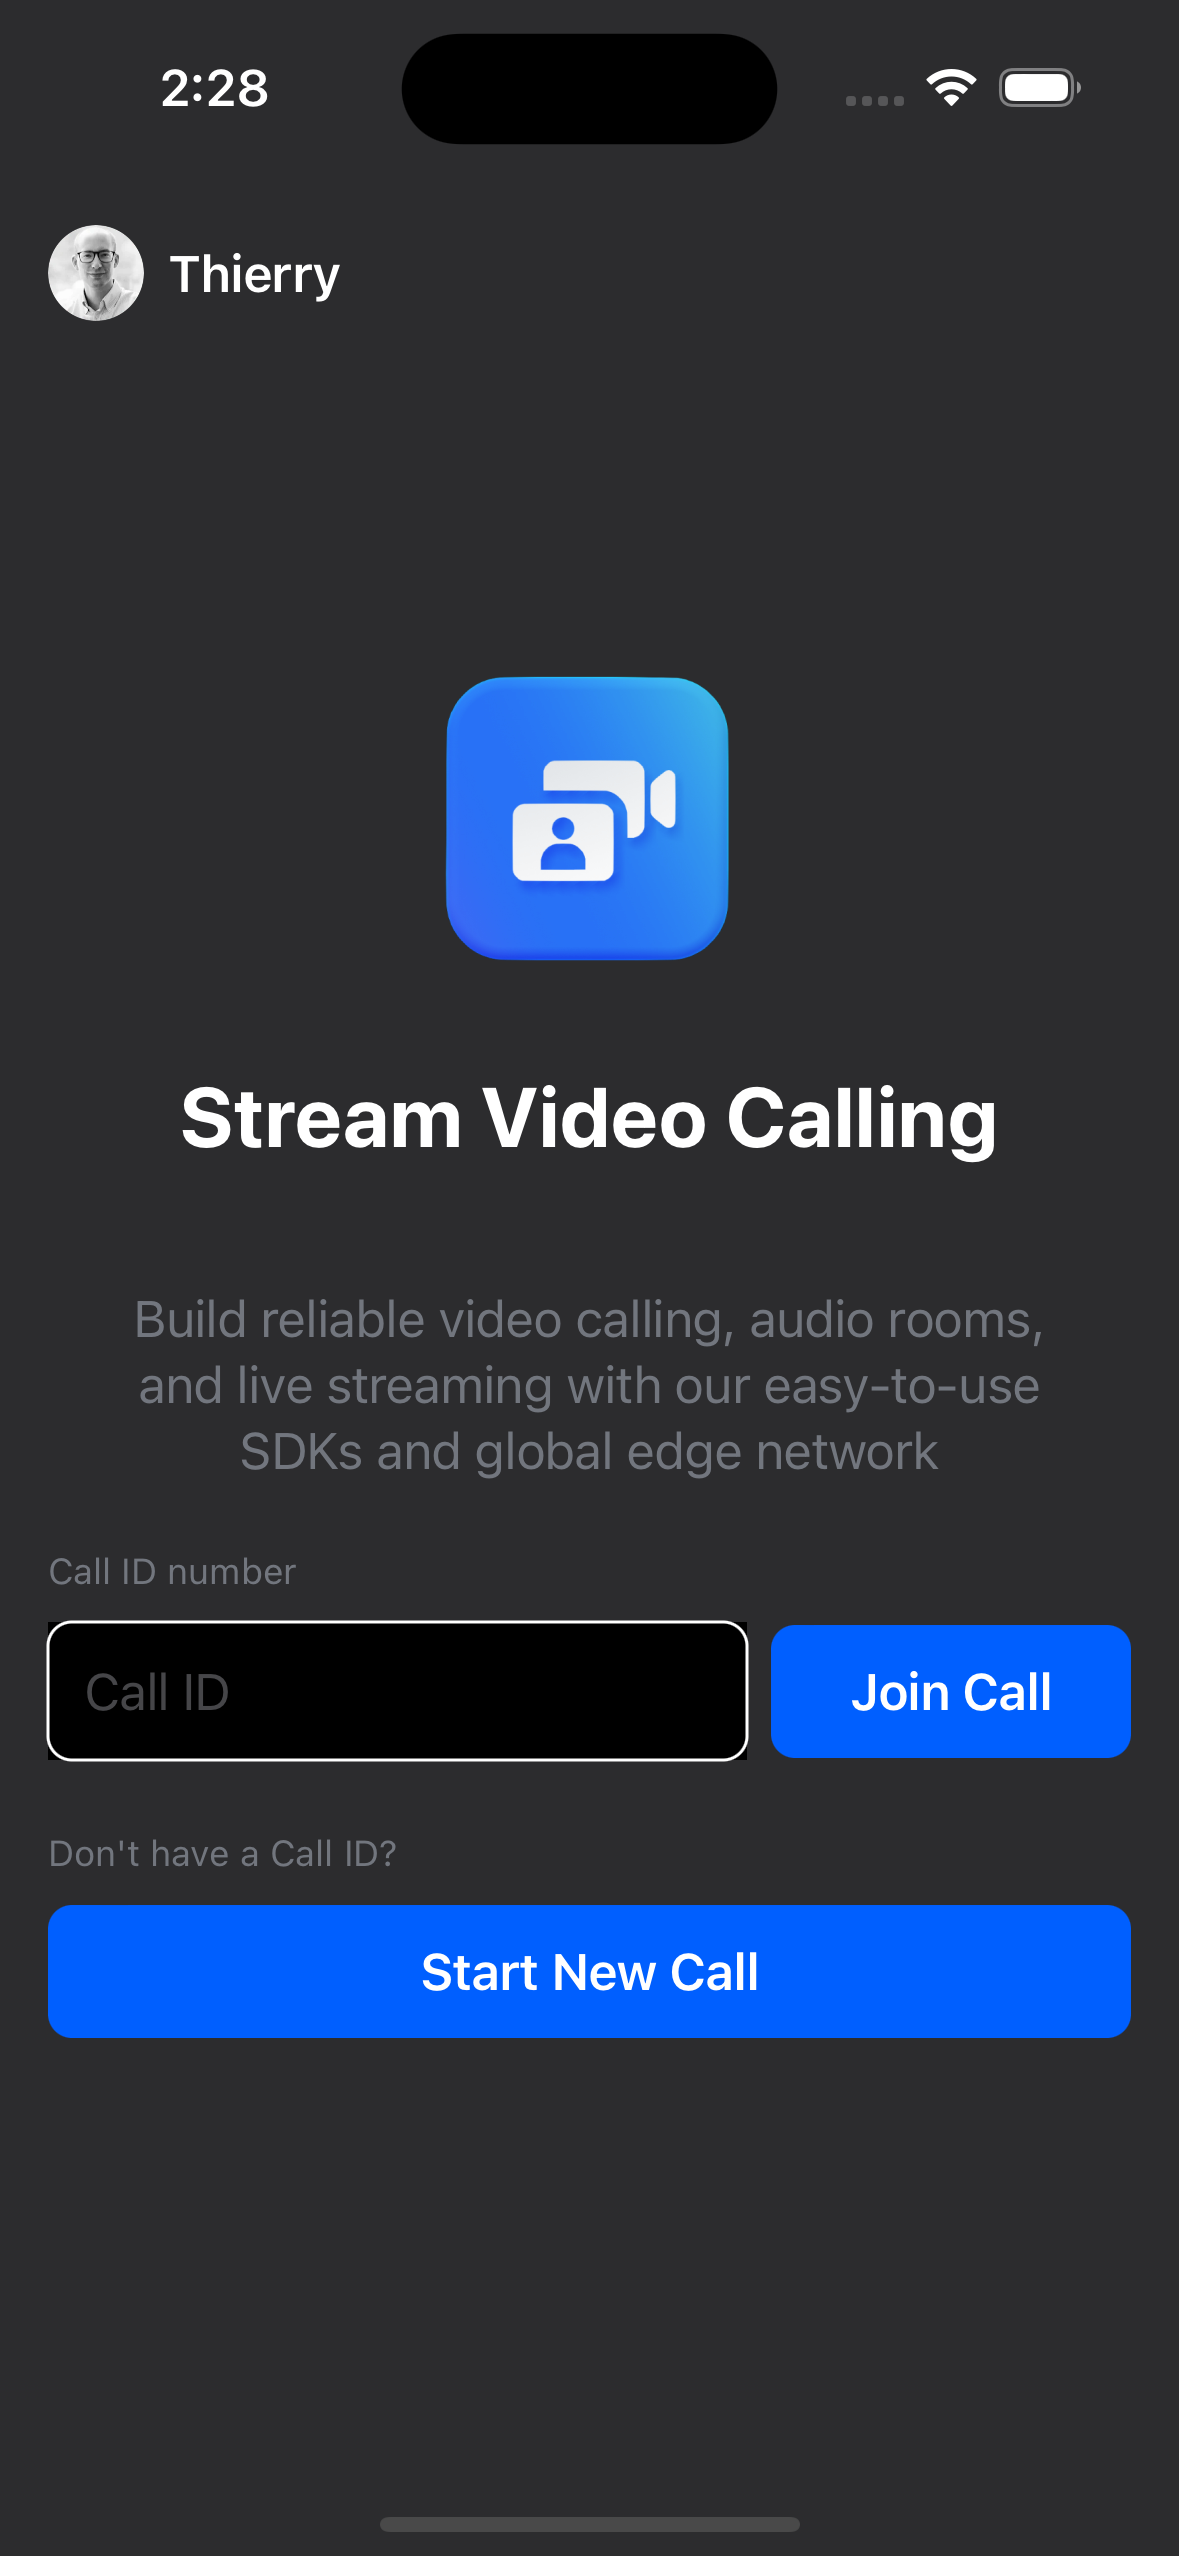 2:28
Thierry
Stream Video Calling
Build reliable video calling, audio rooms,
and live streaming with our easy-to-use
SDKs and global edge network
Call ID number
Call ID
Join Call
Don't have a Call ID?
Start New Call